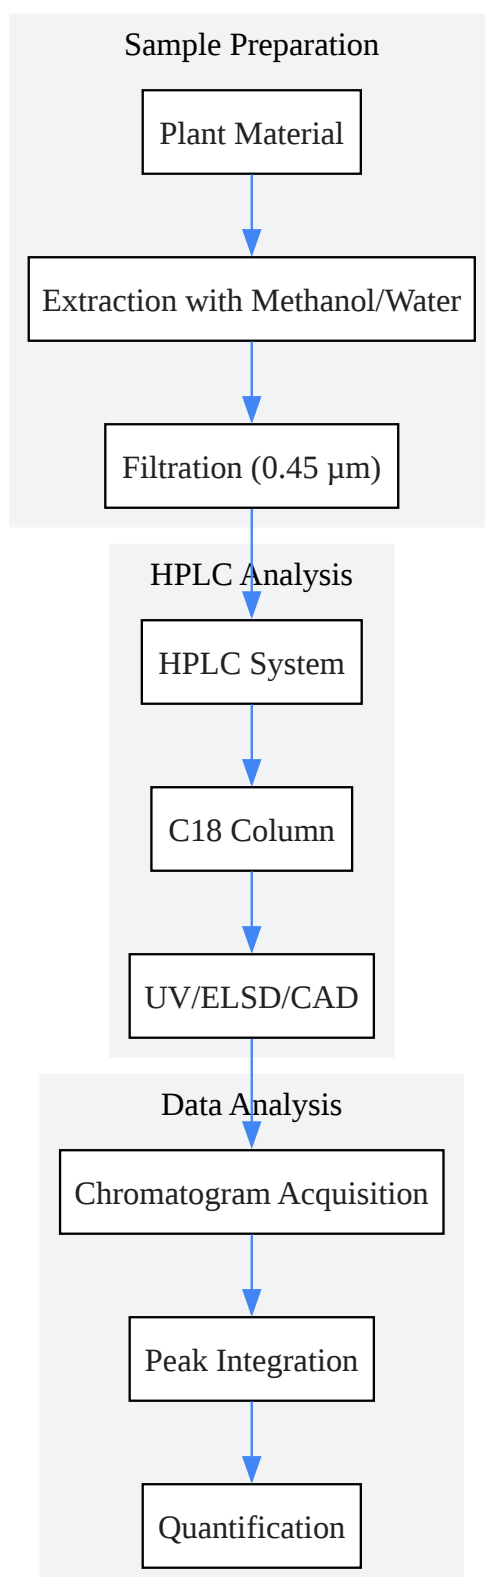 Sample Preparation
Plant Material
Extraction with Methanol/Water
Filtration (0.45 µm)
HPLC Analysis
HPLC System
C18 Column
UV/ELSD/CAD
Data Analysis
Chromatogram Acquisition
Peak Integration
Quantification